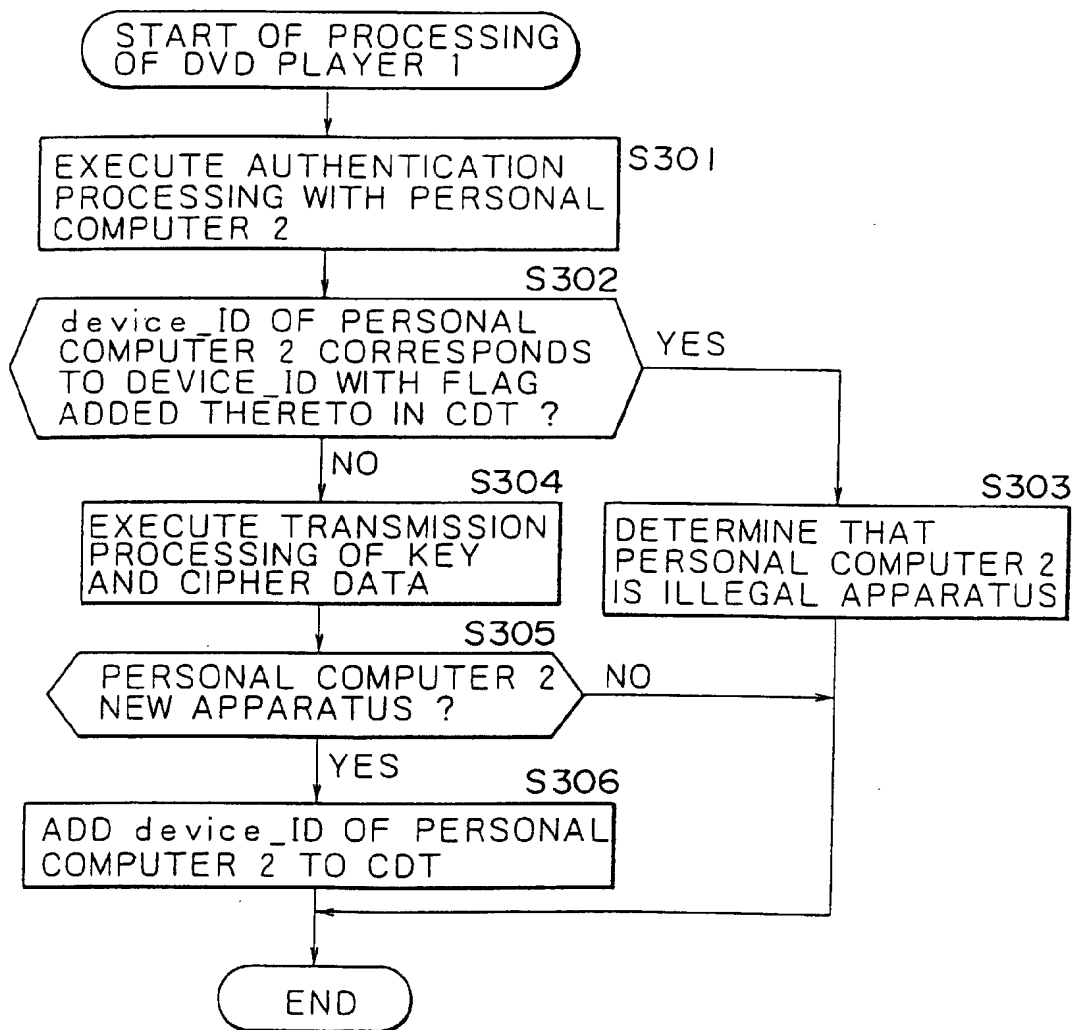 START OF PROCESSING
OF DVD PLAYER 1
EXECUTE AUTHENTICATION
PROCESSING WITH PERSONAL
COMPUTER 2
S301
S302
device_ID OF PERSONAL
COMPUTER 2 CORRESPONDS
TO DEVICE_ID WITH FLAG
ADDED THERETO IN CDT ?
YES
NO
S304
EXECUTE TRANSMISSION
PROCESSING OF KEY
AND CIPHER DATA
S303
DETERMINE THAT
PERSONAL COMPUTER 2
IS ILLEGAL APPARATUS
S305
PERSONAL COMPUTER 2
NEW APPARATUS ?
NO
YES
S306
ADD device_ID OF PERSONAL
COMPUTER 2 TO CDT
END